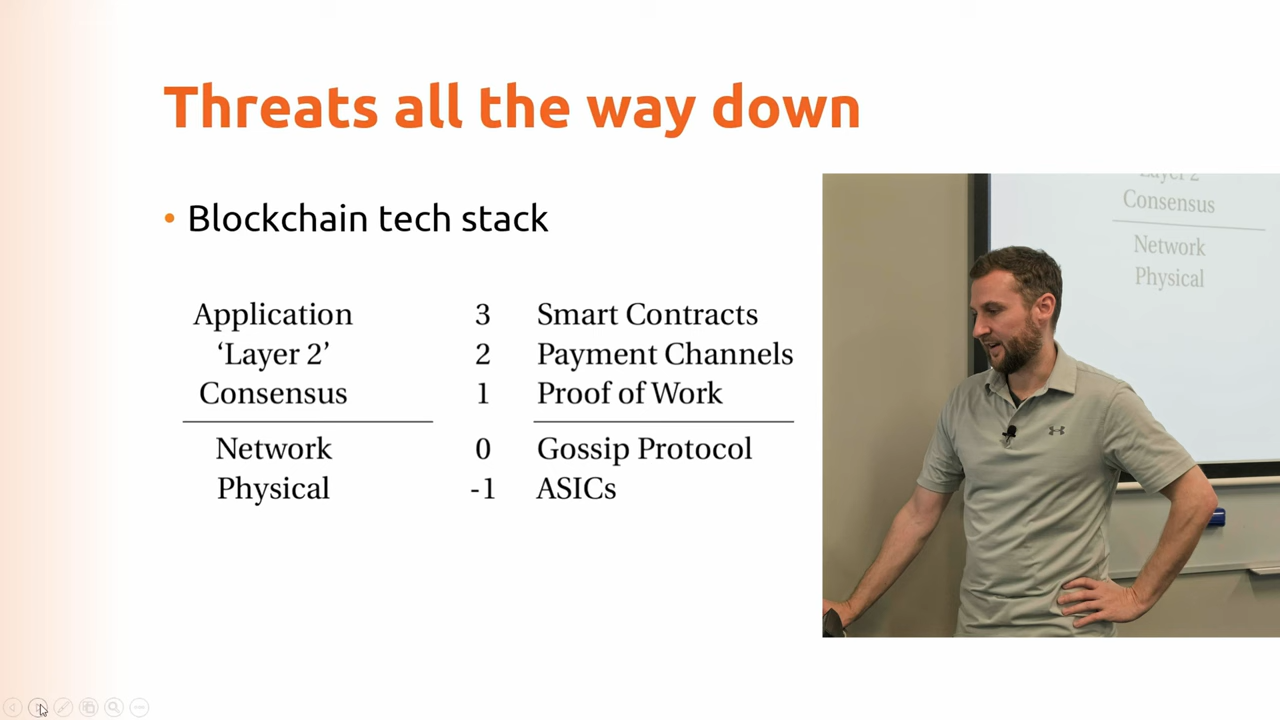 Threats all the way down
• Blockchain tech stack
Application 3 Smart Contracts
‘Layer 2’ 2 Payment Channels
Consensus 1 Proof of Work
Network 0 Gossip Protocol
Physical -1 ASICs
Layer 2
Consensus
Network
Physical